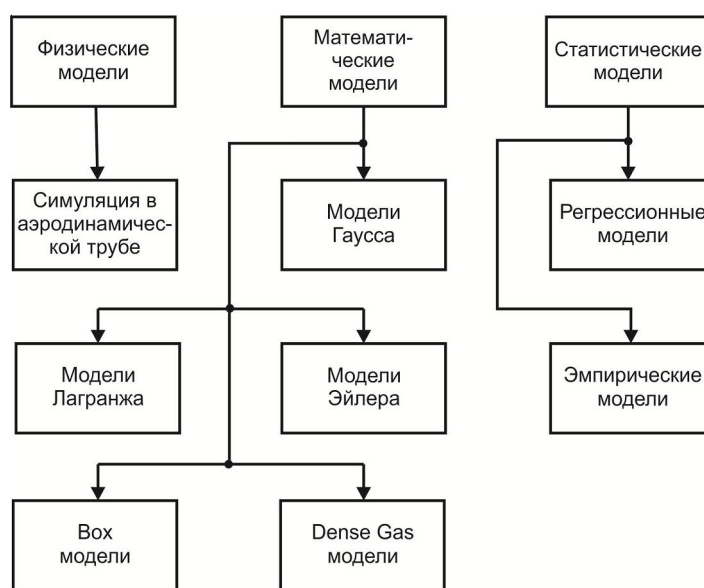 Физические
модели
Математи-
ческие
модели
Статистические
модели
Симуляция в
аэродинамичес-
кой трубе
Модели
Гаусса
Регрессионные
модели
Модели
Лагранжа
Модели
Эйлера
Эмпирические
модели
Box
модели
Dense Gas
модели